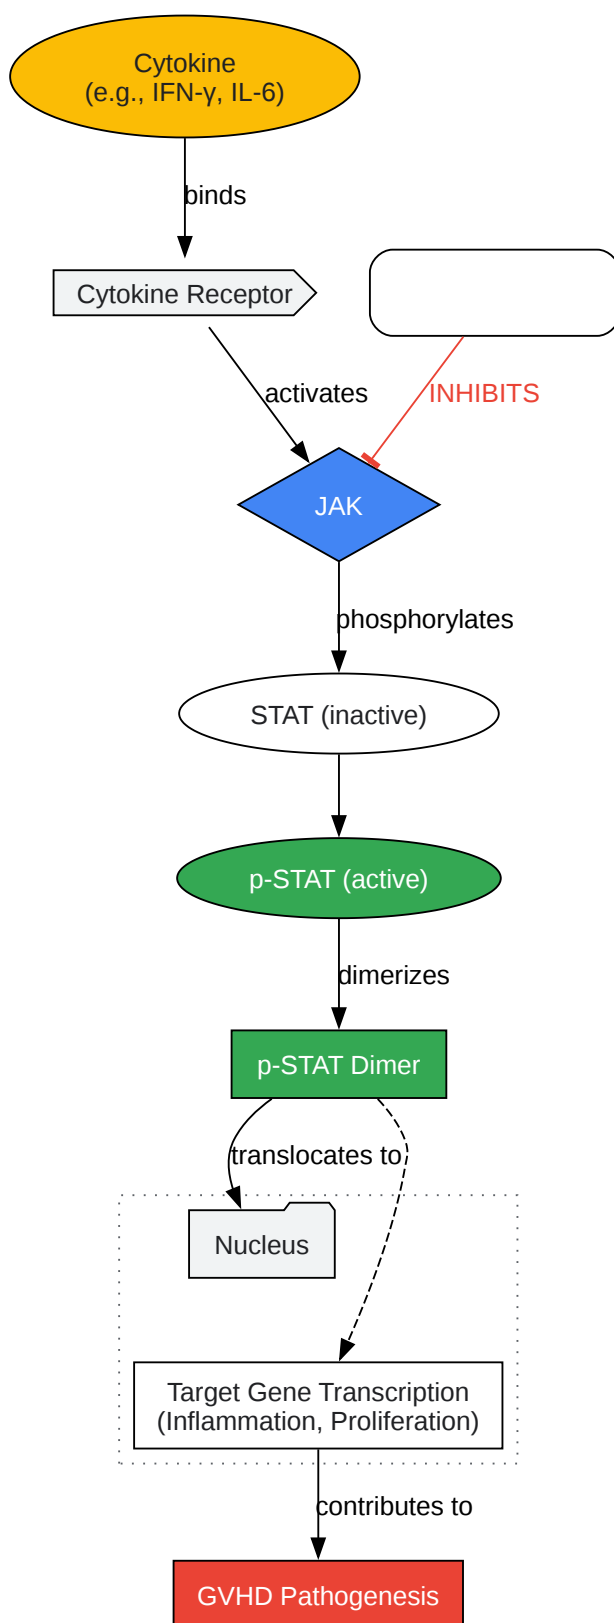 Cytokine
(e.g., IFN-γ, IL-6)
binds
Cytokine Receptor
activates
INHIBITS
JAK
phosphorylates
STAT (inactive)
p-STAT (active)
dimerizes
p-STAT Dimer
translocates to
Nucleus
Target Gene Transcription
(Inflammation, Proliferation)
contributes to
GVHD Pathogenesis